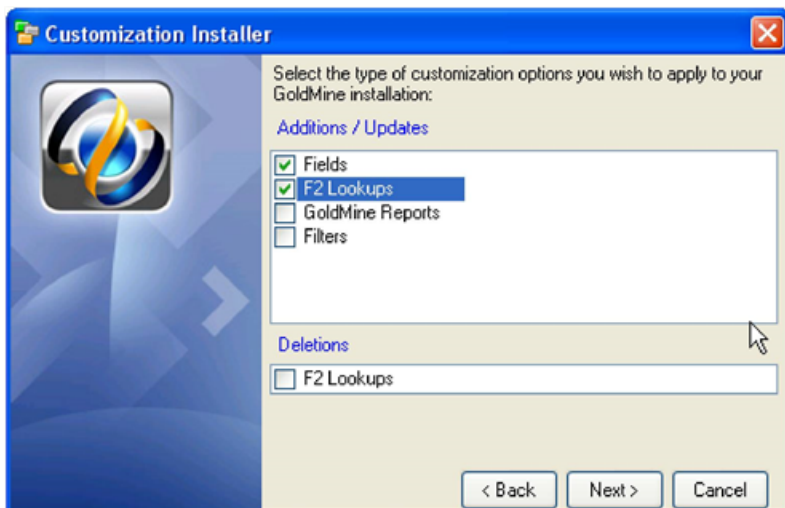 Customization Installer
Select the type of customization options you wish to apply to your
GoldMine installation:
Additions / Updates
Fields
F2 Lookups
GoldMine Reports
Filters
Deletions
F2 Lookups
< Back
Next >
Cancel